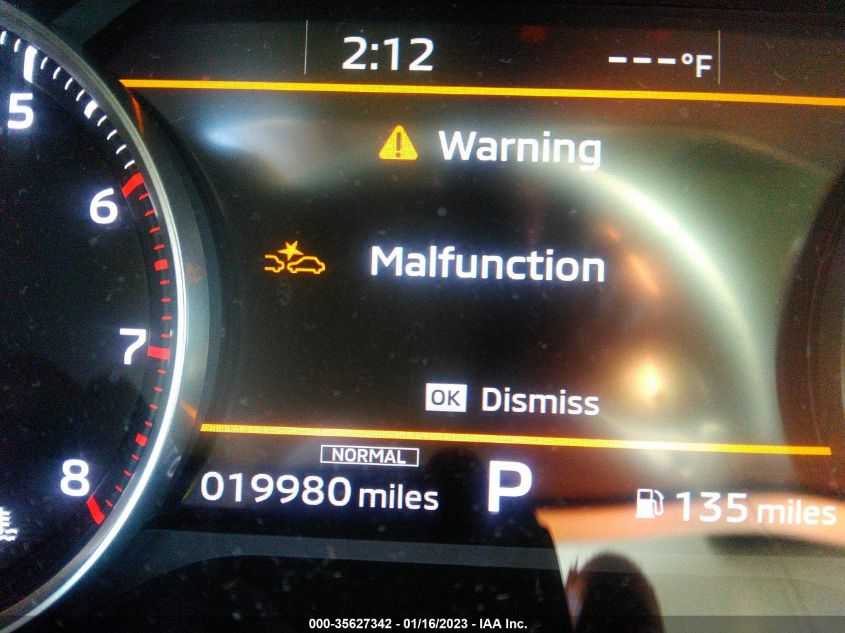 2:12 ---°F
5
Warning
6
Malfunction
7
OK Dismiss
NORMAL
8
019980 miles P 135 miles
000-35627342 - 01/16/2023 - IAA Inc.